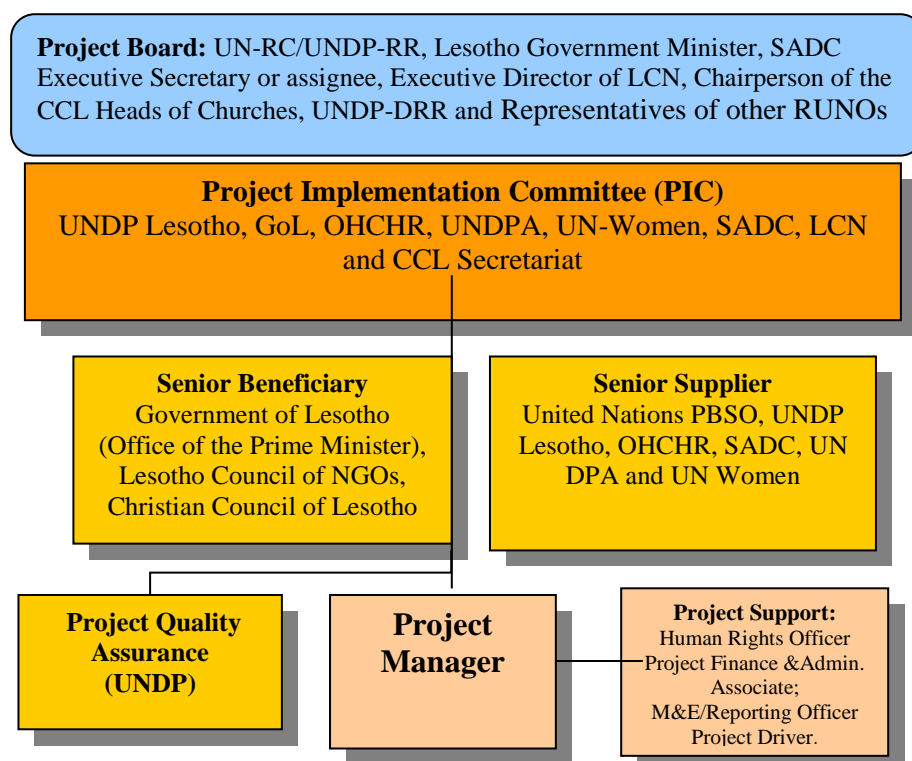 Project Board: UN-RC/UNDP-RR, Lesotho Government Minister, SADC
Executive Secretary or assignee, Executive Director of LCN, Chairperson of the
CCL Heads of Churches, UNDP-DRR and Representatives of other RUNOs
Project Implementation Committee (PIC)
UNDP Lesotho, GoL, OHCHR, UNDPA, UN-Women, SADC, LCN
and CCL Secretariat
Senior Beneficiary
Government of Lesotho
(Office of the Prime Minister),
Lesotho Council of NGOs,
Christian Council of Lesotho
Senior Supplier
United Nations PBSO, UNDP
Lesotho, OHCHR, SADC, UN
DPA and UN Women
Project Quality
Assurance
(UNDP)
Project
Manager
Project Support:
Human Rights Officer
Project Finance &Admin.
Associate;
M&E/Reporting Officer
Project Driver.